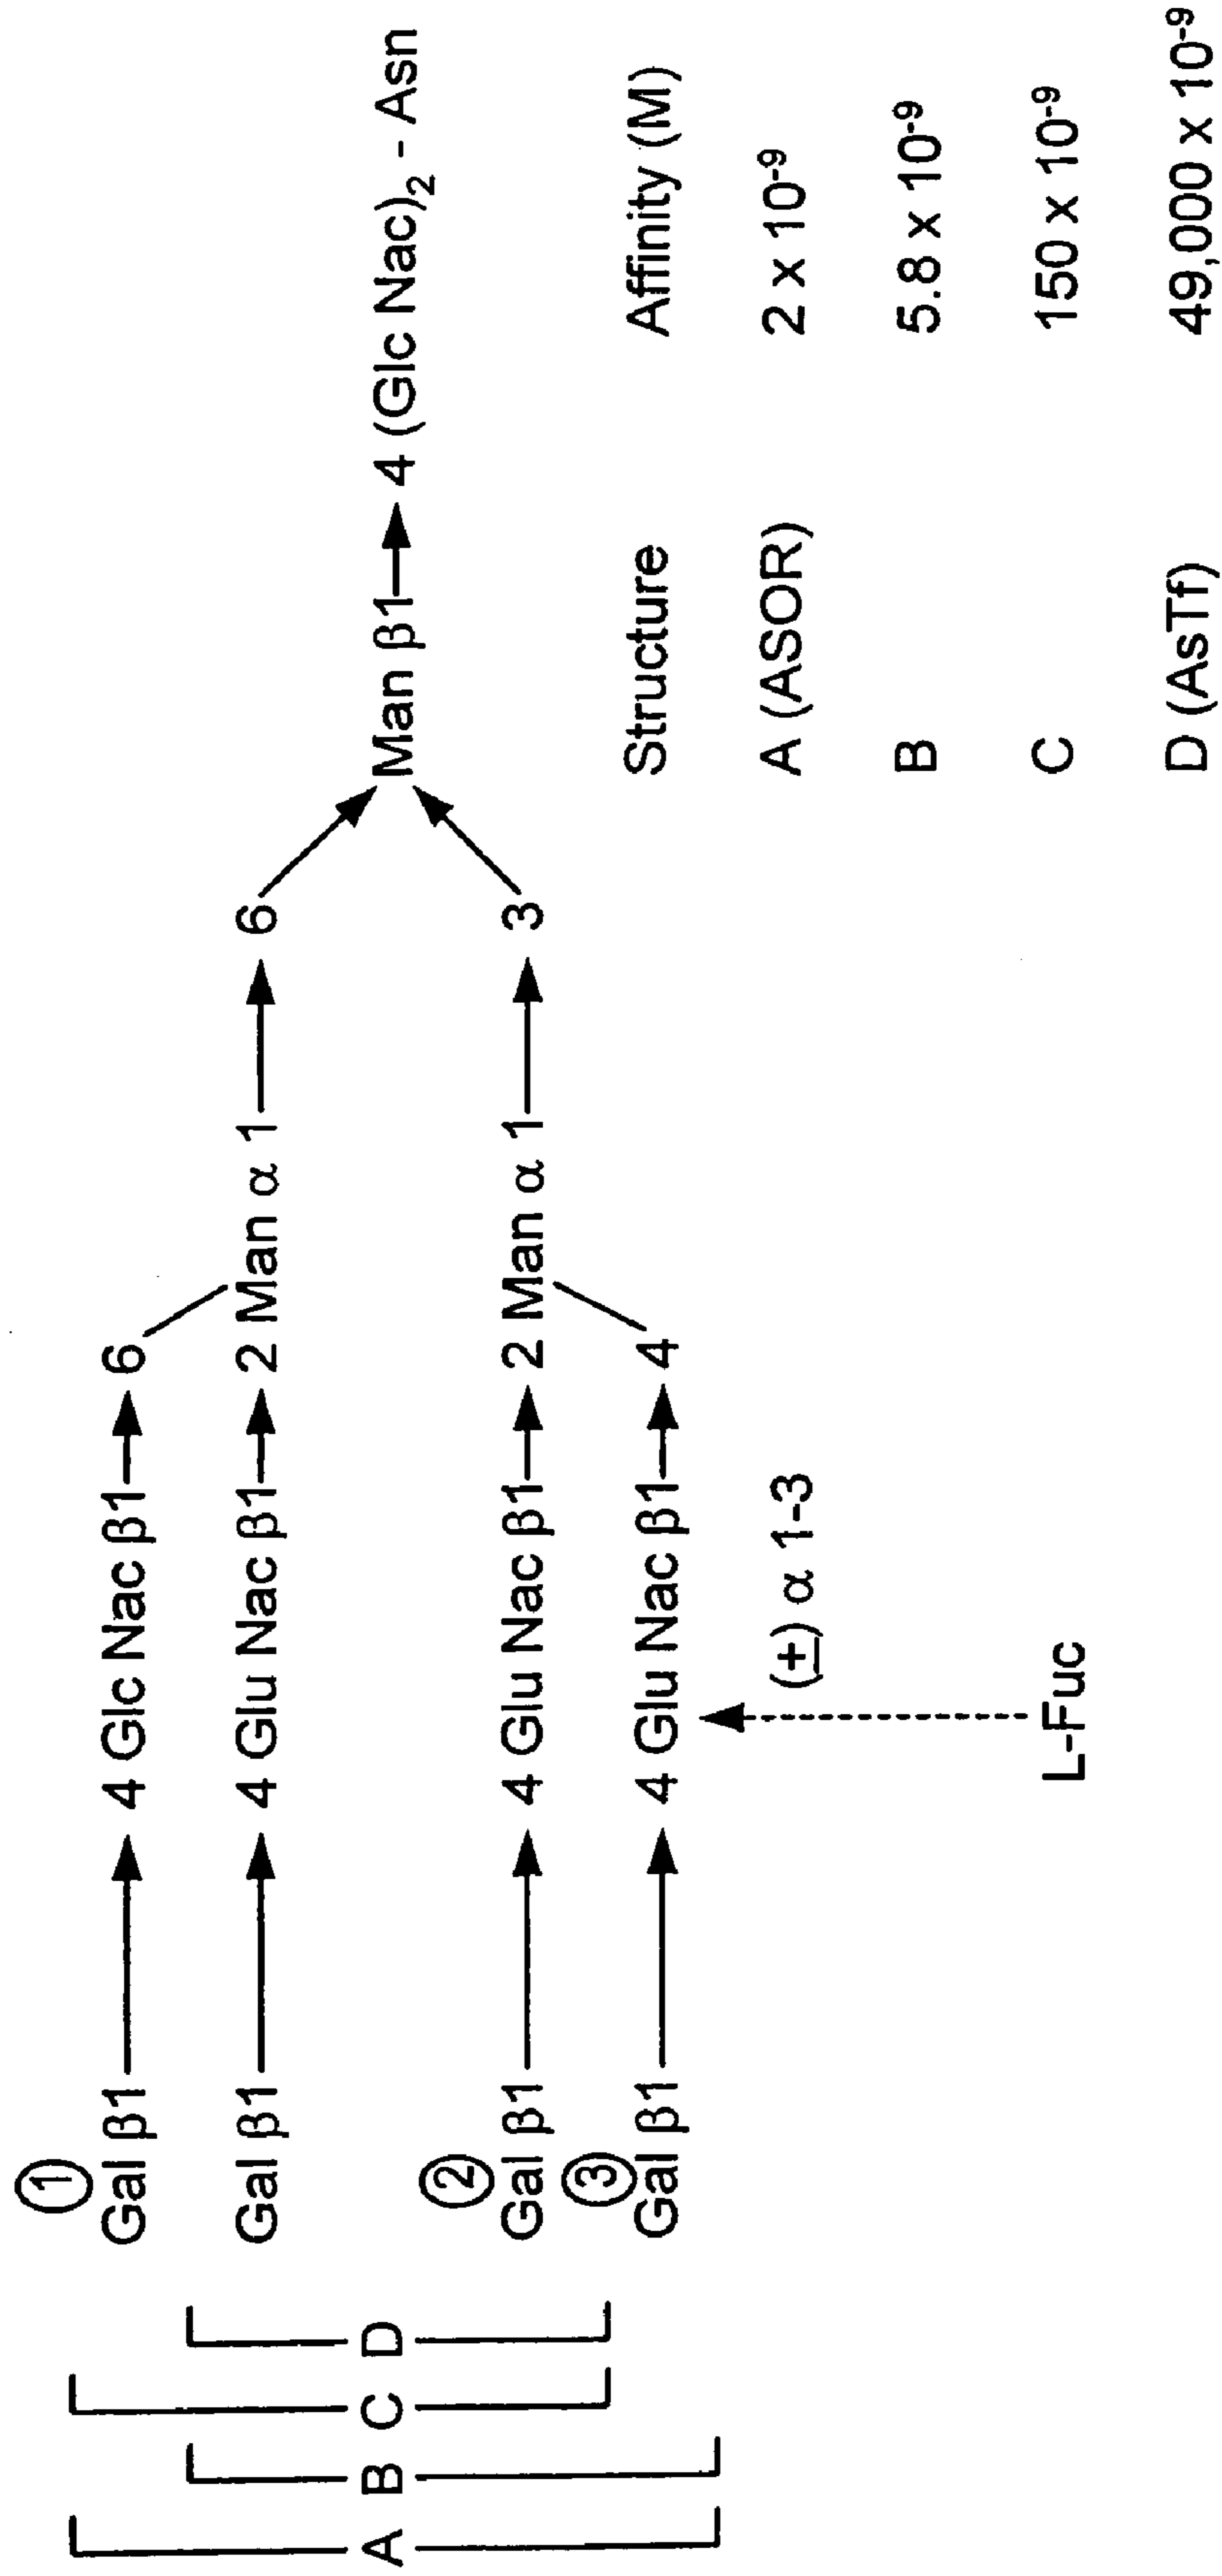 ① Gal β1 → 4 Glc Nac β1 → 6
Gal β1 → 4 Glu Nac β1 → 2 Man α 1 → 6
Man β1 → 4 (Glc Nac)₂ - Asn
② Gal β1 → 4 Glu Nac β1 → 2 Man α 1 → 3
③ Gal β1 → 4 Glu Nac β1 → 4
(±) α 1-3
L-Fuc
A B C D
Structure Affinity (M)
A (ASOR) 2 x 10⁻⁹
B 5.8 x 10⁻⁹
C 150 x 10⁻⁹
D (AsTf) 49,000 x 10⁻⁹